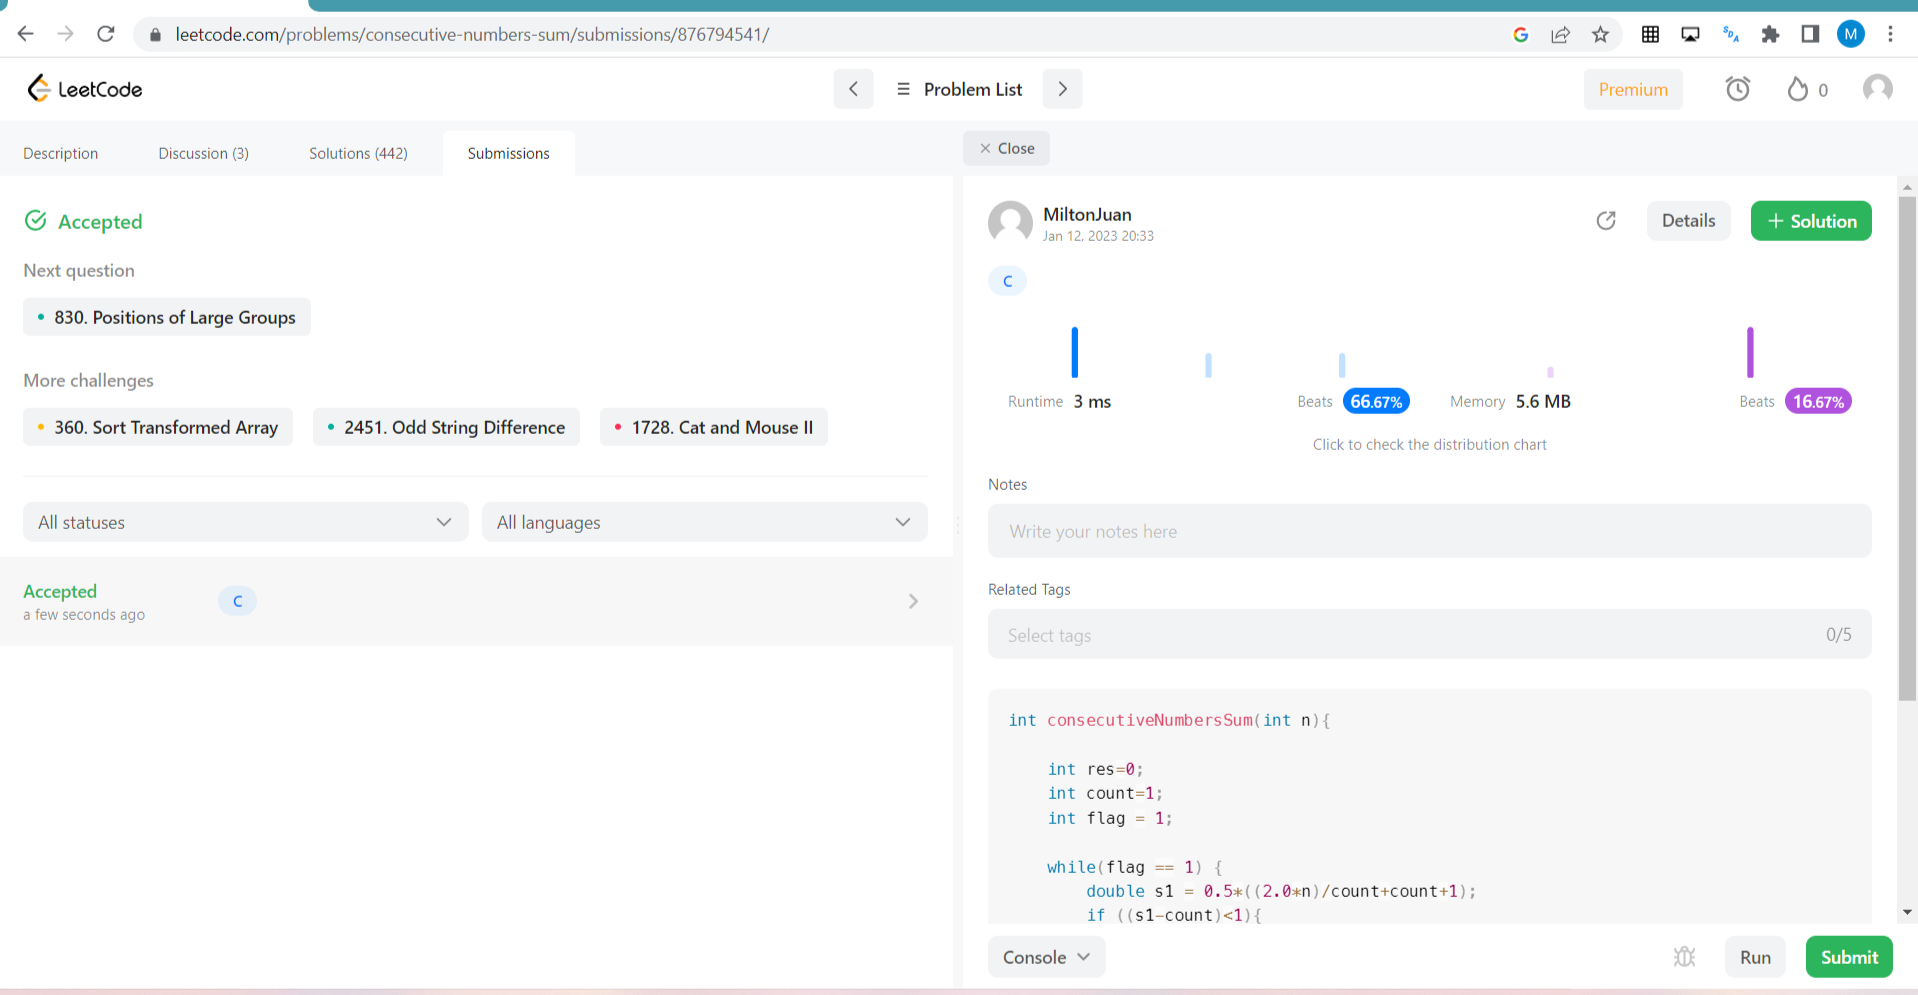 leetcode.com/problems/consecutive-numbers-sum/submissions/876794541/
M
LeetCode
Problem List
Premium
0
Description
Discussion (3)
Solutions (442)
Submissions
Close
Accepted
Next question
830. Positions of Large Groups
More challenges
360. Sort Transformed Array
2451. Odd String Difference
1728. Cat and Mouse II
All statuses
All languages
Accepted
C
a few seconds ago
MiltonJuan
Jan 12, 2023 20:33
Details
+ Solution
C
Runtime 3 ms
Beats 66.67%
Memory 5.6 MB
Beats 16.67%
Click to check the distribution chart
Notes
Write your notes here
Related Tags
Select tags
0/5
int consecutiveNumbersSum(int n){
int res=0;
int count=1;
int flag = 1;
while(flag == 1) {
double s1 = 0.5*((2.0*n)/count+count+1);
if ((s1-count)<1){
Console
Run
Submit